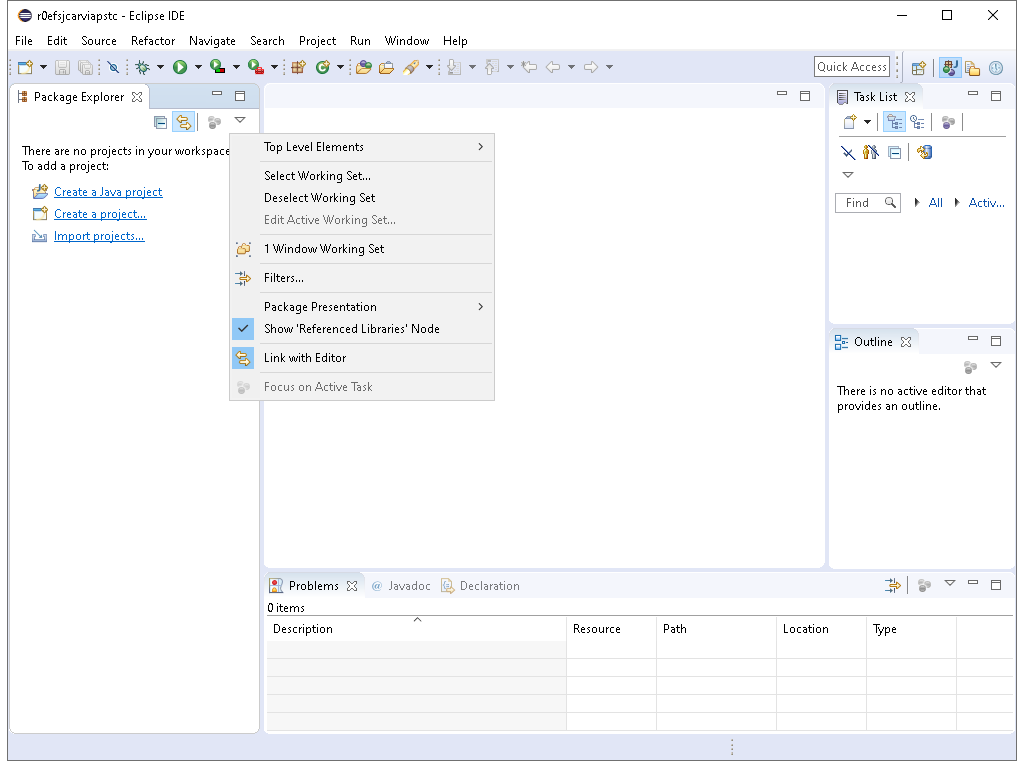 r0efsjcarviapstc - Eclipse IDE
File Edit Source Refactor Navigate Search Project Run Window Help
Quick Access
Package Explorer
There are no projects in your workspace
To add a project:
Create a Java project
Create a project...
Import projects...
Top Level Elements
Select Working Set...
Deselect Working Set
Edit Active Working Set...
1 Window Working Set
Filters...
Package Presentation
Show 'Referenced Libraries' Node
Link with Editor
Focus on Active Task
Task List
Find All Activ...
Outline
There is no active editor that
provides an outline.
Problems @ Javadoc Declaration
0 items
Description Resource Path Location Type